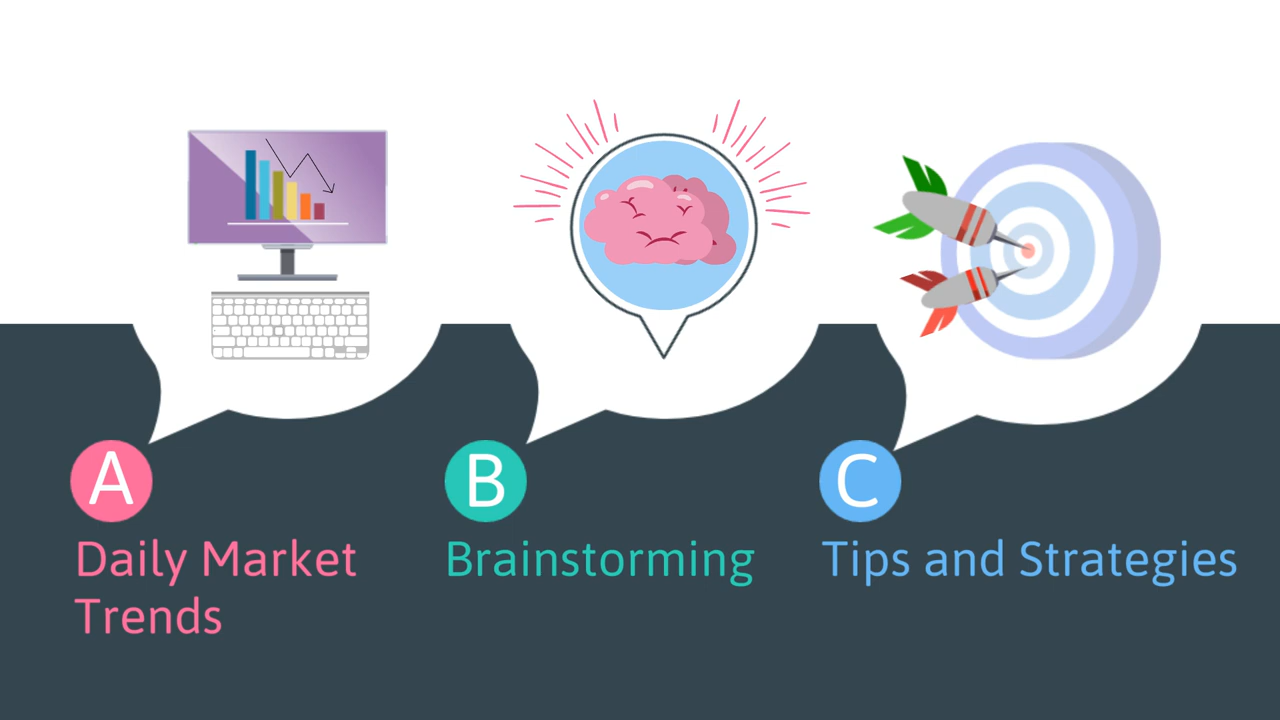 A
Daily Market
Trends
B
Brainstorming
C
Tips and Strategies